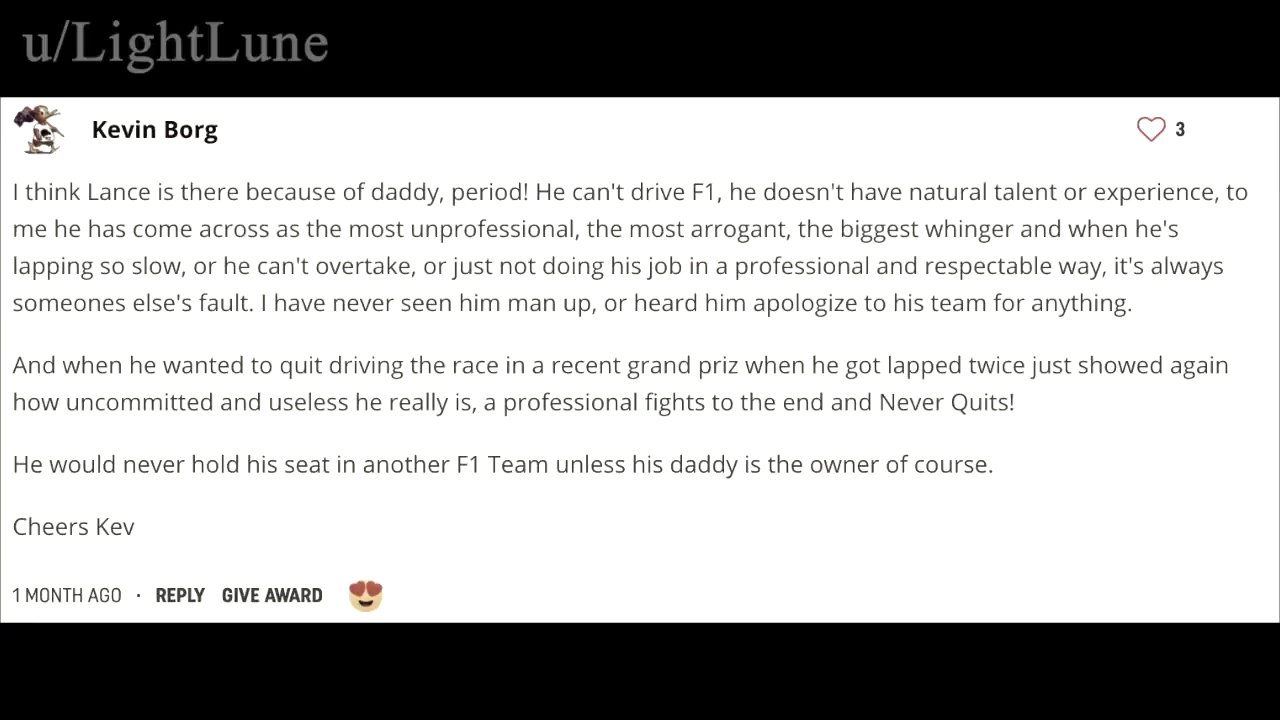 u/LightLune
Kevin Borg
3
I think Lance is there because of daddy, period! He can't drive F1, he doesn't have natural talent or experience, to
me he has come across as the most unprofessional, the most arrogant, the biggest whinger and when he's
lapping so slow, or he can't overtake, or just not doing his job in a professional and respectable way, it's always
someones else's fault. I have never seen him man up, or heard him apologize to his team for anything.
And when he wanted to quit driving the race in a recent grand priz when he got lapped twice just showed again
how uncommitted and useless he really is, a professional fights to the end and Never Quits!
He would never hold his seat in another F1 Team unless his daddy is the owner of course.
Cheers Kev
1 MONTH AGO · REPLY GIVE AWARD